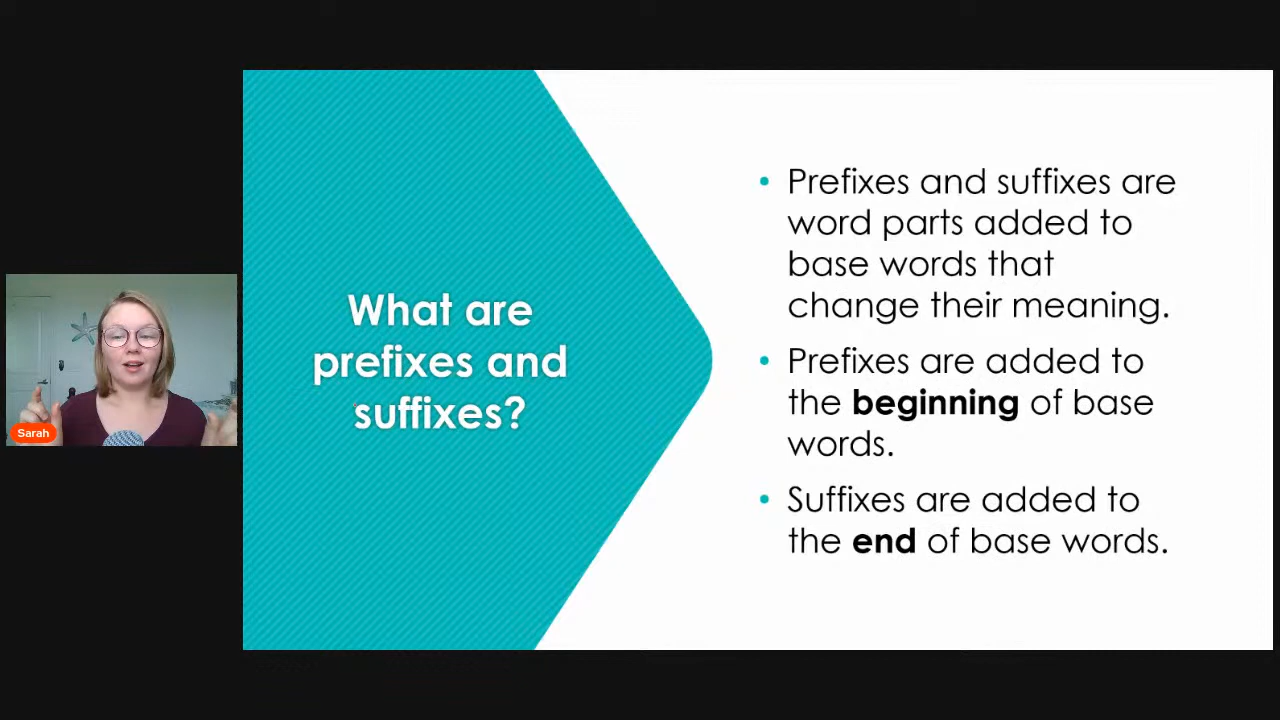 Sarah
What are
prefixes and
suffixes?
• Prefixes and suffixes are
word parts added to
base words that
change their meaning.
• Prefixes are added to
the beginning of base
words.
• Suffixes are added to
the end of base words.